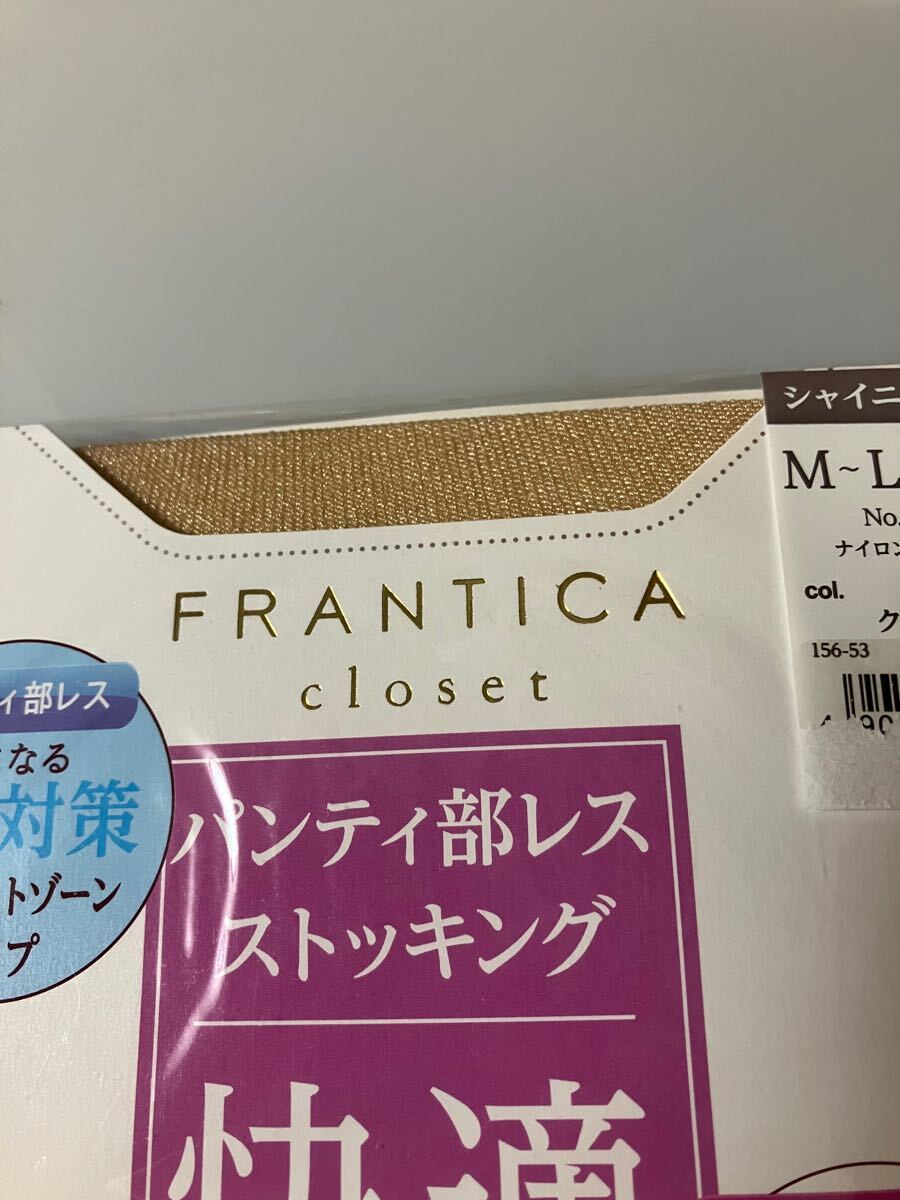 シャイニ
M~L
No.
ナイロン
col.
ク
156-53
FRANTICA
closet
ィ部レス
なる
対策
トゾーン
プ
パンティ部レス
ストッキング
快適